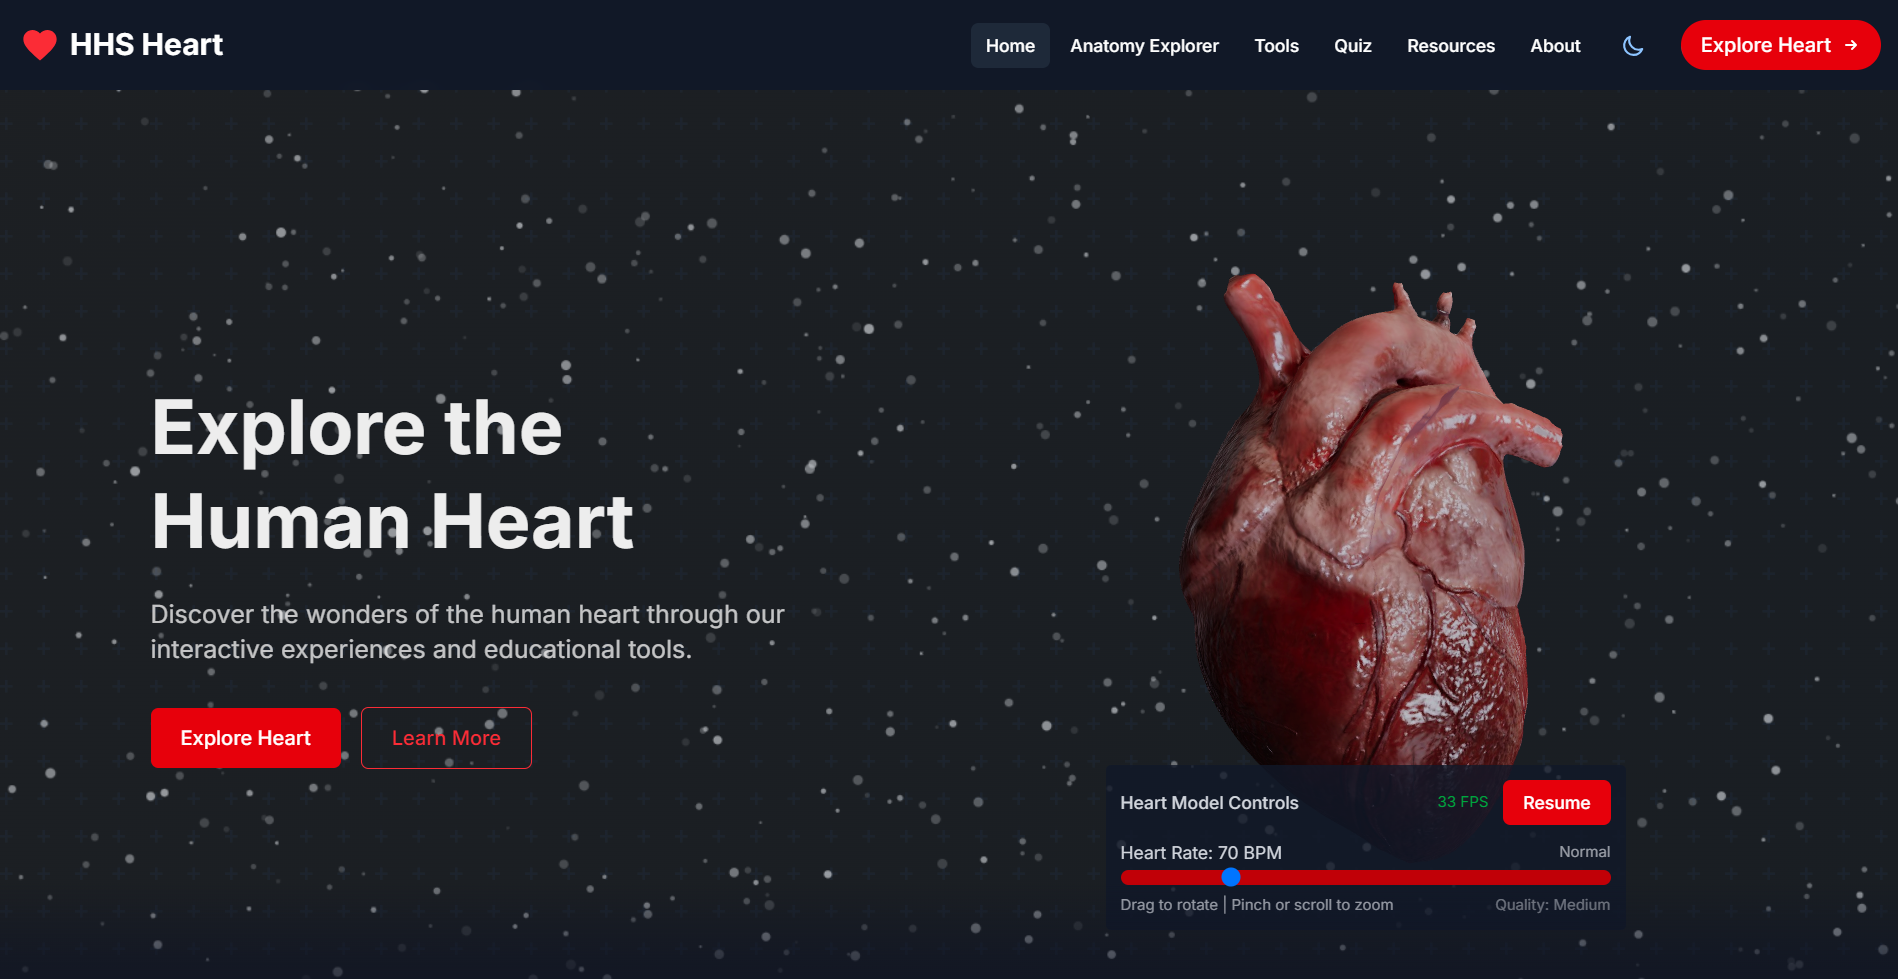 HHS Heart
Home
Anatomy Explorer
Tools
Quiz
Resources
About
Explore Heart →
Explore the
Human Heart
Discover the wonders of the human heart through our
interactive experiences and educational tools.
Explore Heart
Learn More
Heart Model Controls
33 FPS
Resume
Heart Rate: 70 BPM
Normal
Drag to rotate | Pinch or scroll to zoom
Quality: Medium